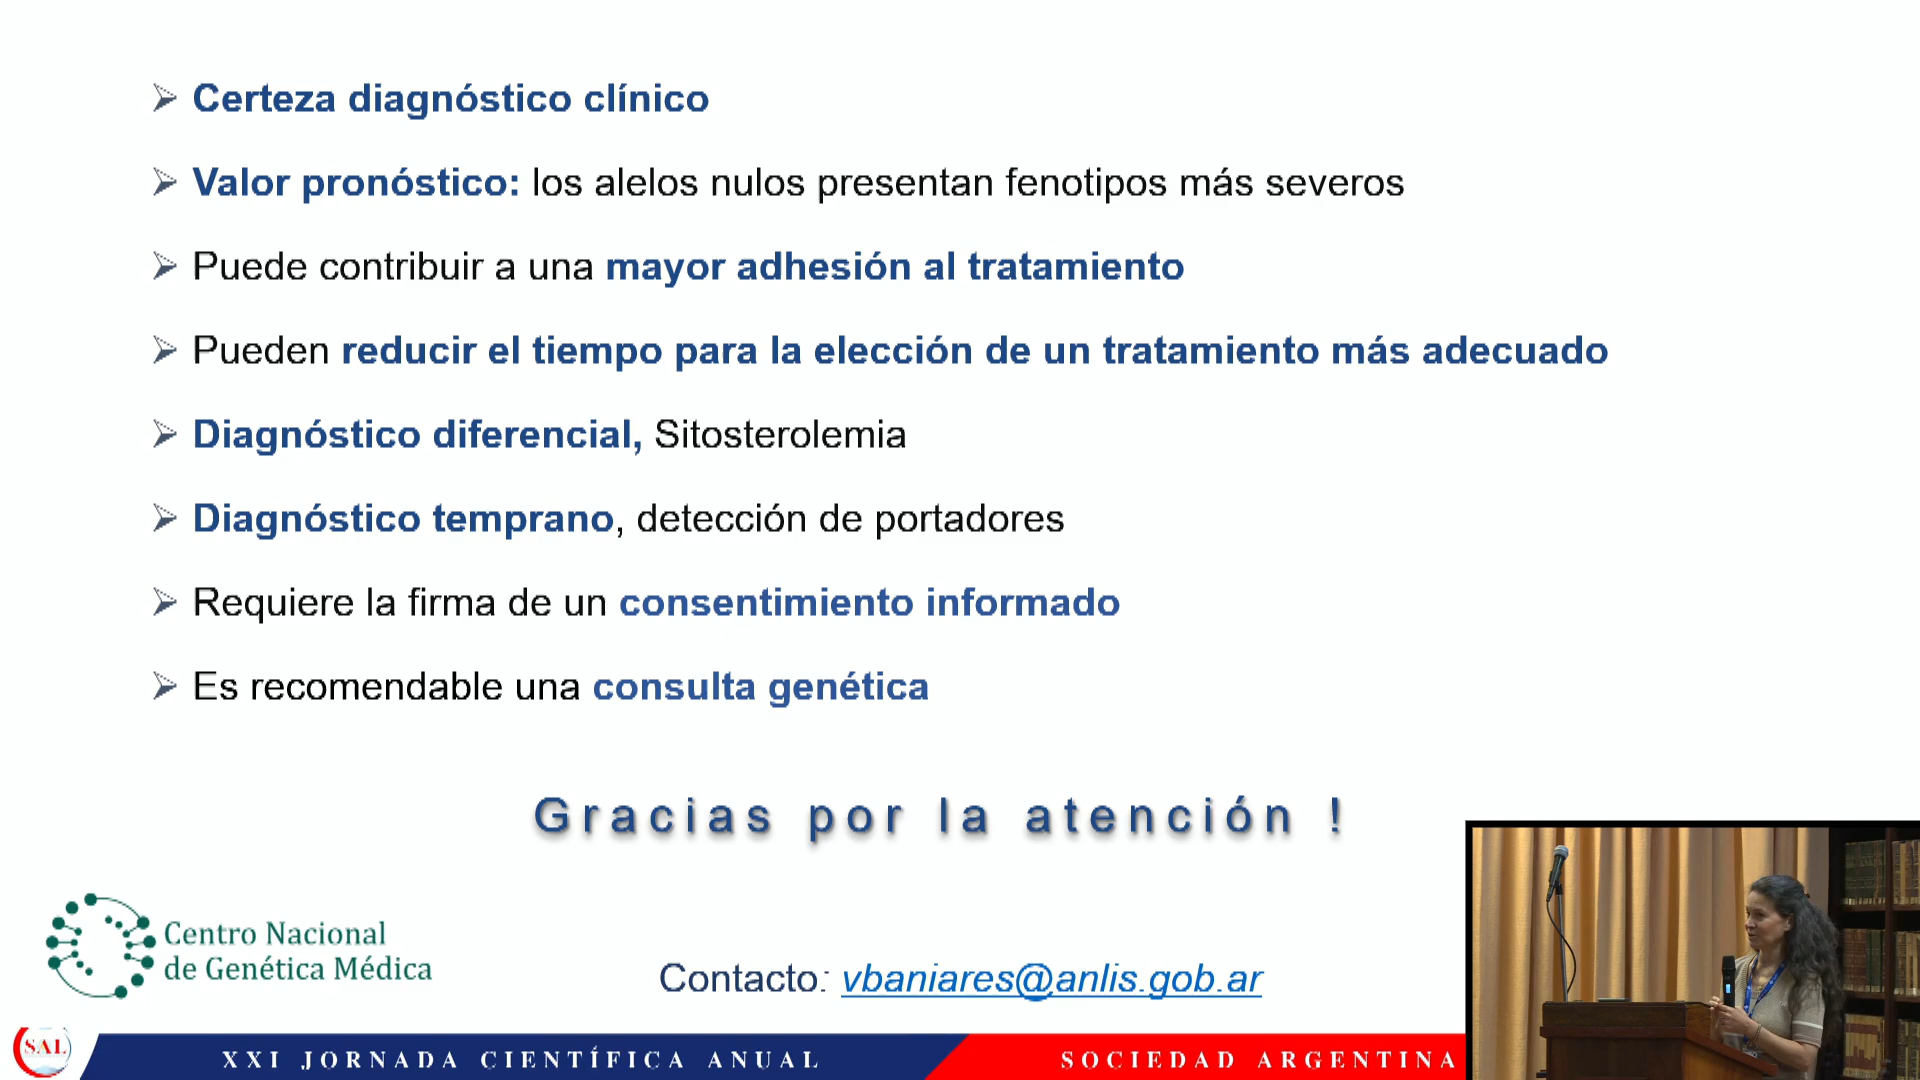 Certeza diagnóstico clínico
Valor pronóstico: los alelos nulos presentan fenotipos más severos
Puede contribuir a una mayor adhesión al tratamiento
Pueden reducir el tiempo para la elección de un tratamiento más adecuado
Diagnóstico diferencial, Sitosterolemia
Diagnóstico temprano, detección de portadores
Requiere la firma de un consentimiento informado
Es recomendable una consulta genética
Gracias por la atención !
Centro Nacional
de Genética Médica
Contacto: vbaniares@anlis.gob.ar
SAL
XXI JORNADA CIENTÍFICA ANUAL
SOCIEDAD ARGENTINA